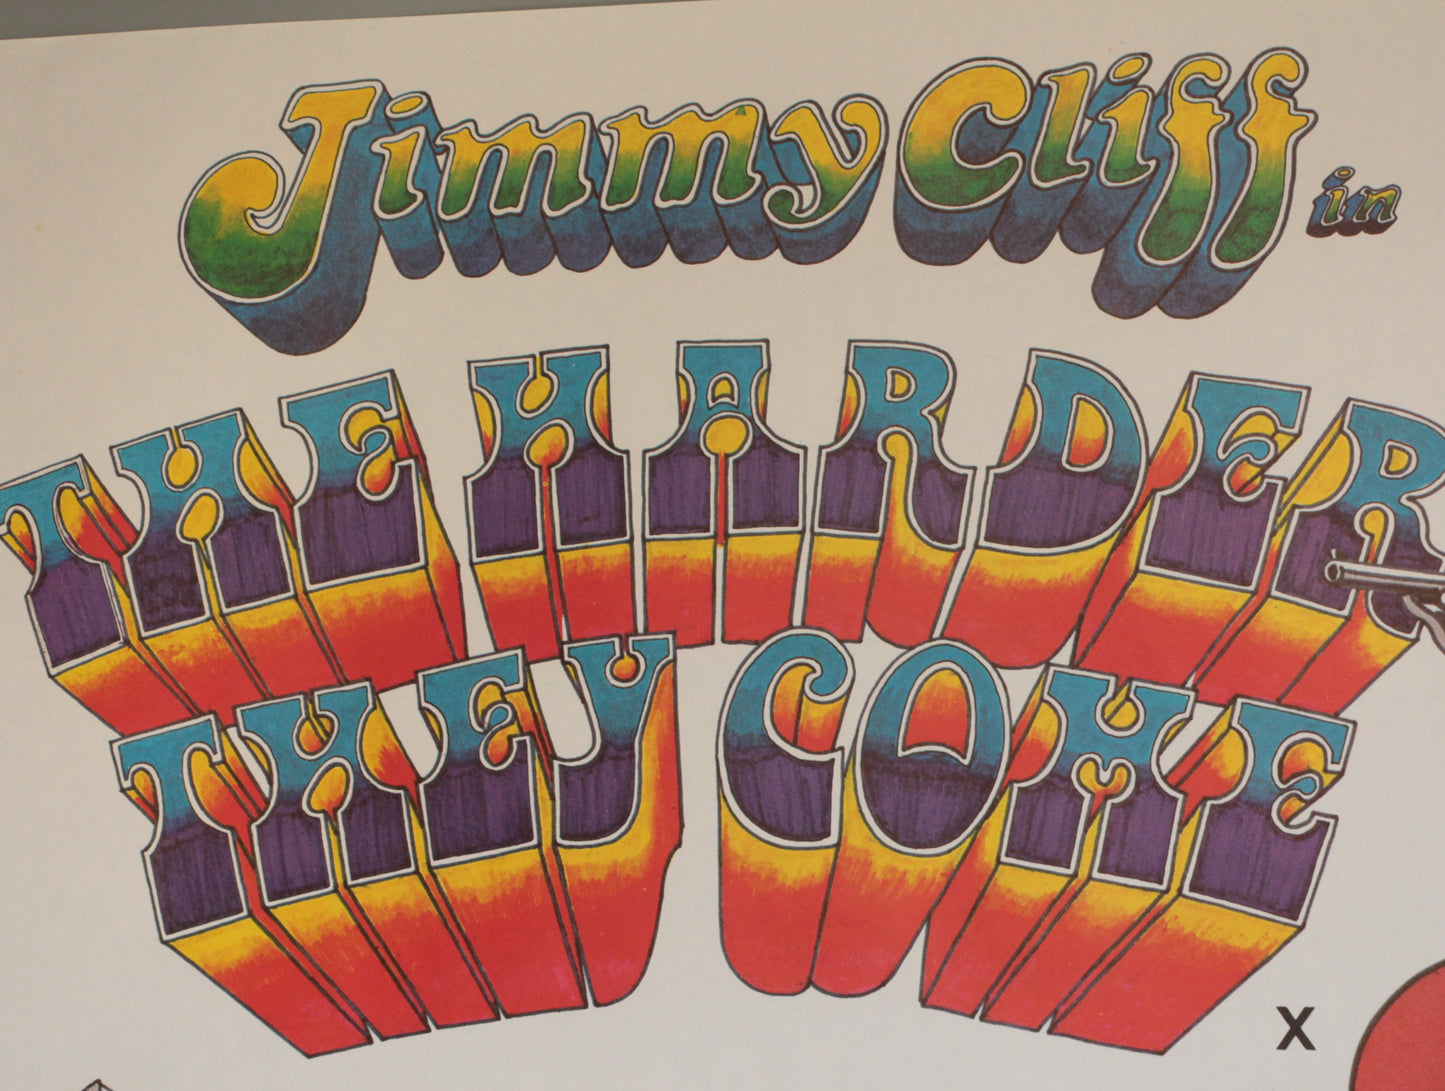 Jimmy Cliff in
THE HARDER
THEY COME
X